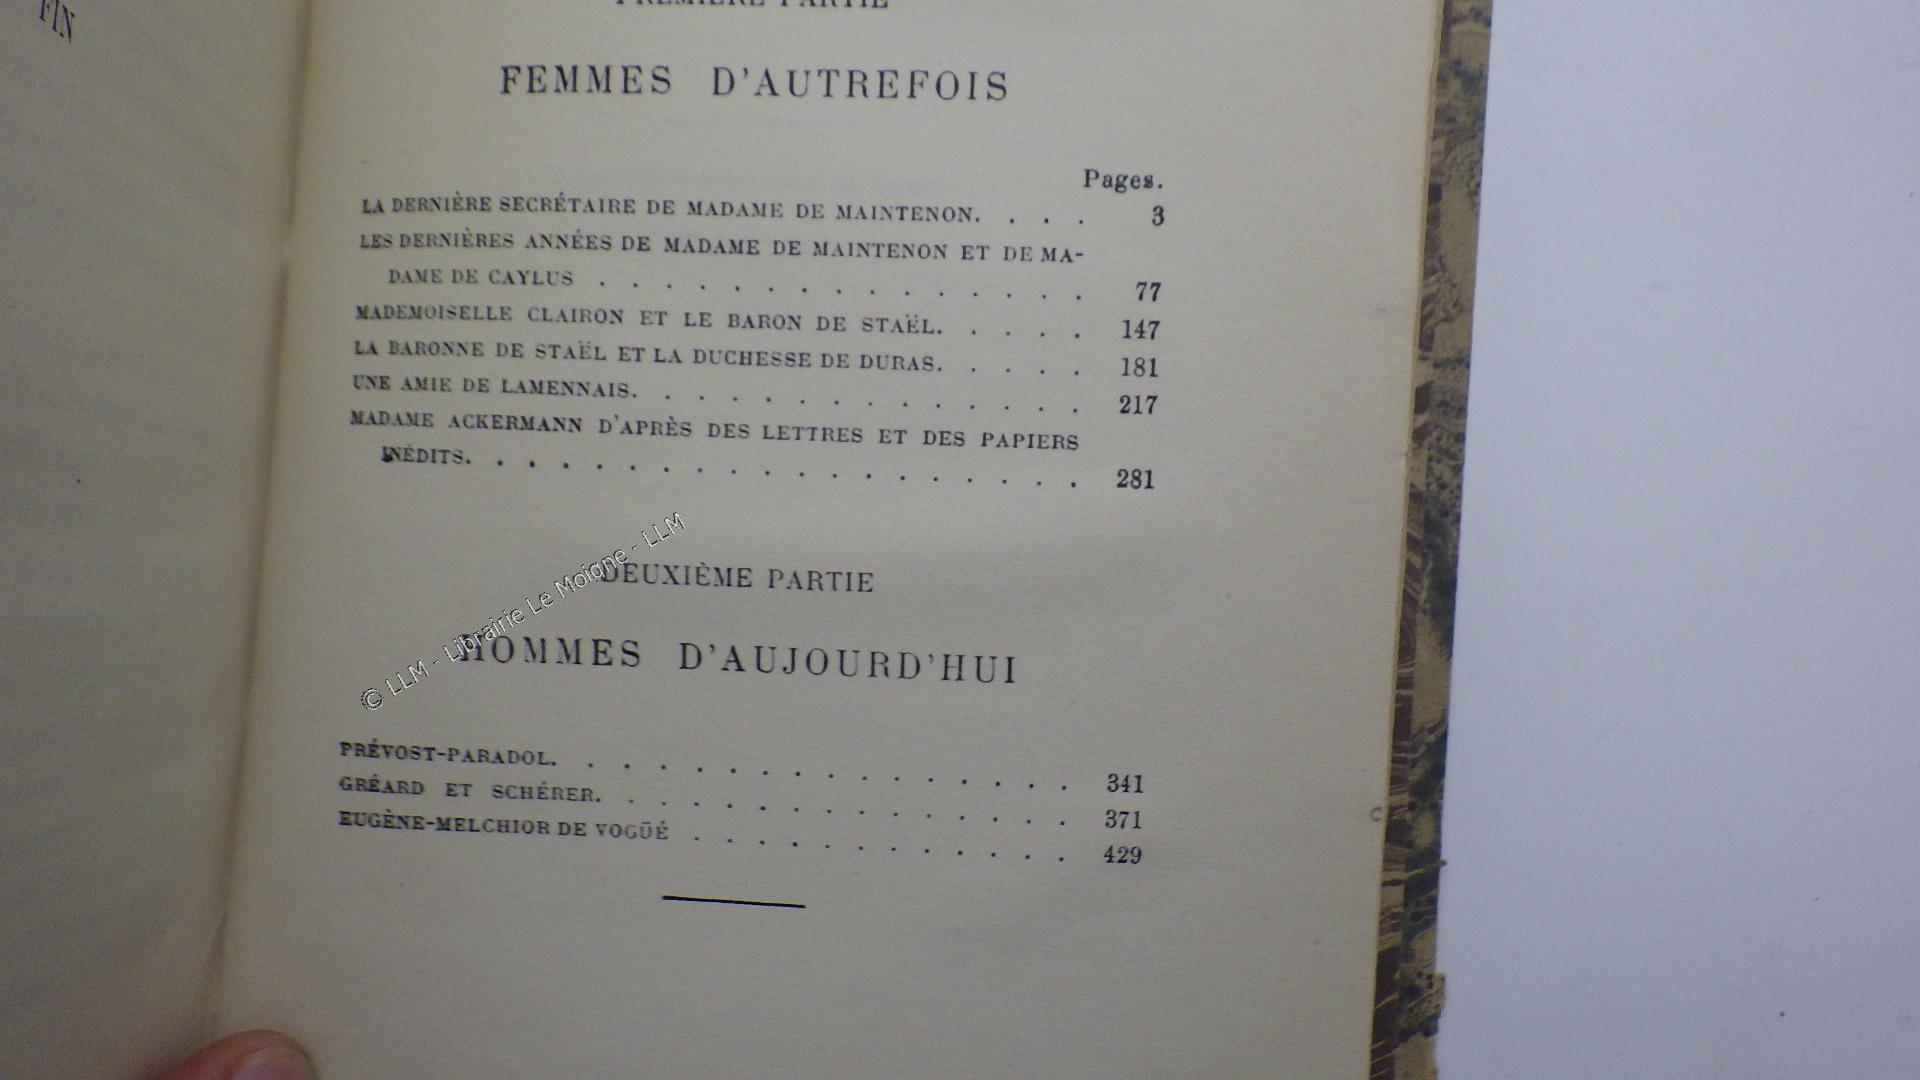 FIN
PREMIÈRE PARTIE
FEMMES D'AUTREFOIS
Pages.
LA DERNIÈRE SECRÉTAIRE DE MADAME DE MAINTENON. . . . 3
LES DERNIÈRES ANNÉES DE MADAME DE MAINTENON ET DE MA-
DAME DE CAYLUS . . . . . . . . . . . . . . . 77
MADEMOISELLE CLAIRON ET LE BARON DE STAËL. . . . . 147
LA BARONNE DE STAËL ET LA DUCHESSE DE DURAS. . . . . 181
UNE AMIE DE LAMENNAIS. . . . . . . . . . . . . . 217
MADAME ACKERMANN D'APRÈS DES LETTRES ET DES PAPIERS
INÉDITS. . . . . . . . . . . . . . . . . . . 281
DEUXIÈME PARTIE
HOMMES D'AUJOURD'HUI
PRÉVOST-PARADOL. . . . . . . . . . . . . . . . 341
GRÉARD ET SCHÉRER. . . . . . . . . . . . . . . 371
EUGÈNE-MELCHIOR DE VOGÜÉ . . . . . . . . . . . . 429
© LLM - Librairie Le Moigne - LLM